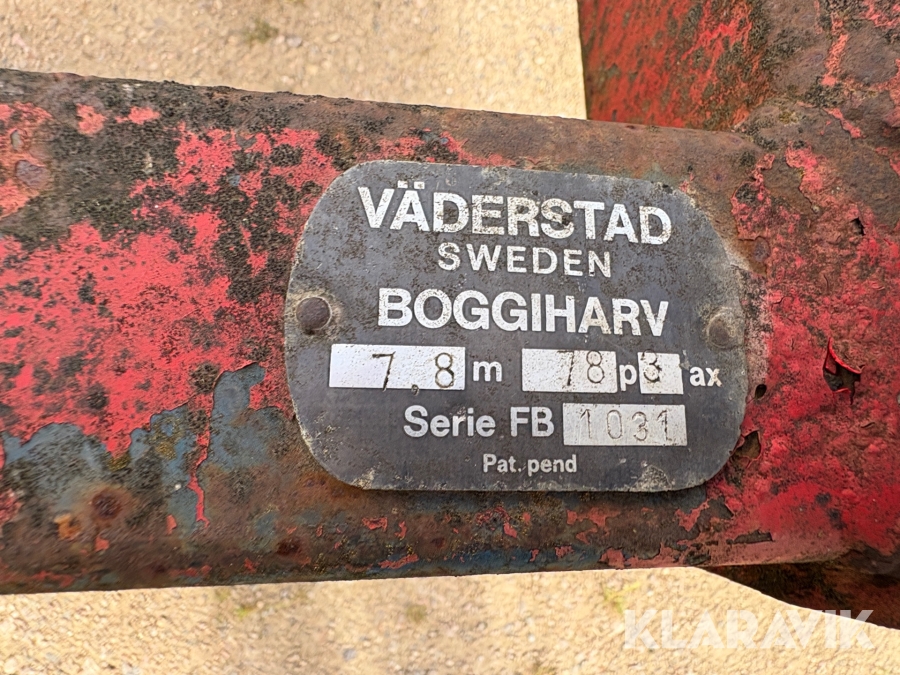 VÄDERSTAD
SWEDEN
BOGGIHARV
7,8 m 78 p 3 ax
Serie FB 1031
Pat. pend
KLARAVIK